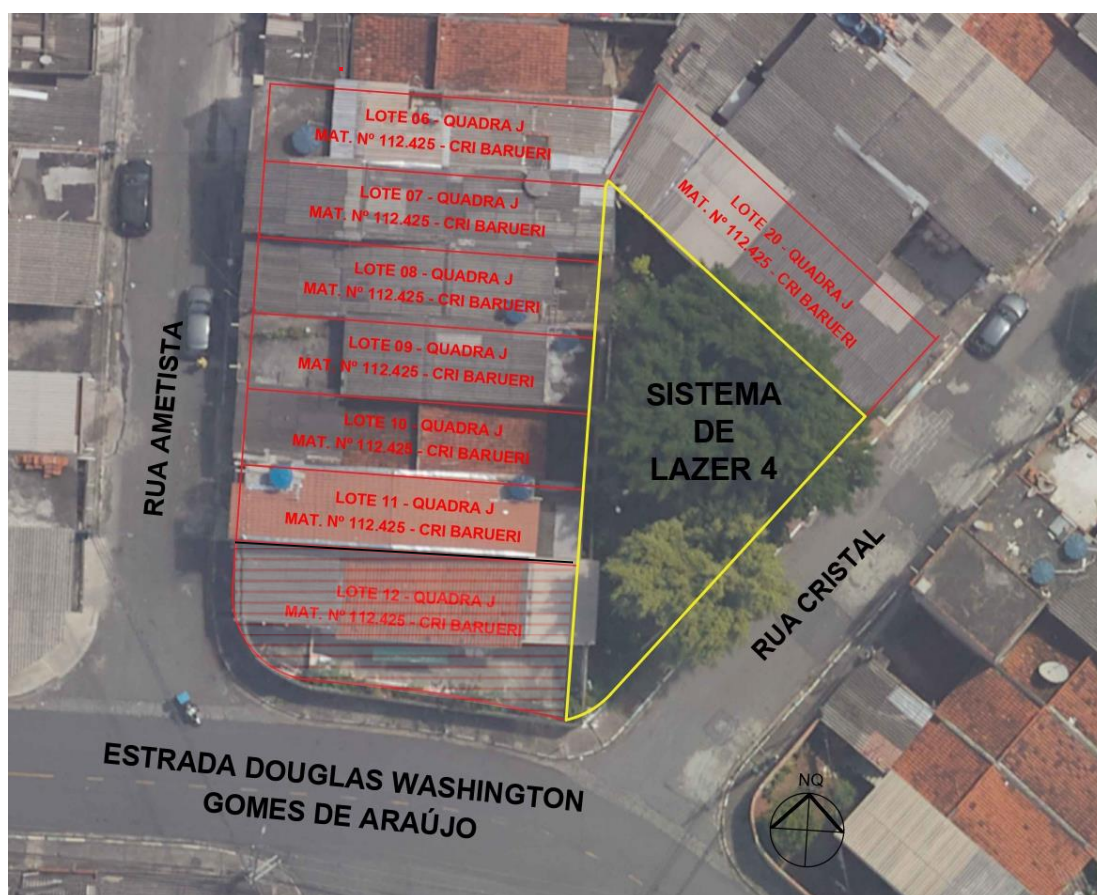 LOTE 06 - QUADRA J
MAT. Nº 112.425 - CRI BARUERI
LOTE 07 - QUADRA J
MAT. Nº 112.425 - CRI BARUERI
LOTE 20 - QUADRA J
MAT. Nº 112.425 - CRI BARUERI
LOTE 08 - QUADRA J
MAT. Nº 112.425 - CRI BARUERI
LOTE 09 - QUADRA J
MAT. Nº 112.425 - CRI BARUERI
LOTE 10 - QUADRA J
MAT. Nº 112.425 - CRI BARUERI
LOTE 11 - QUADRA J
MAT. Nº 112.425 - CRI BARUERI
LOTE 12 - QUADRA J
MAT. Nº 112.425 - CRI BARUERI
RUA AMETISTA
SISTEMA
DE
LAZER 4
RUA CRISTAL
ESTRADA DOUGLAS WASHINGTON
GOMES DE ARAÚJO
NQ